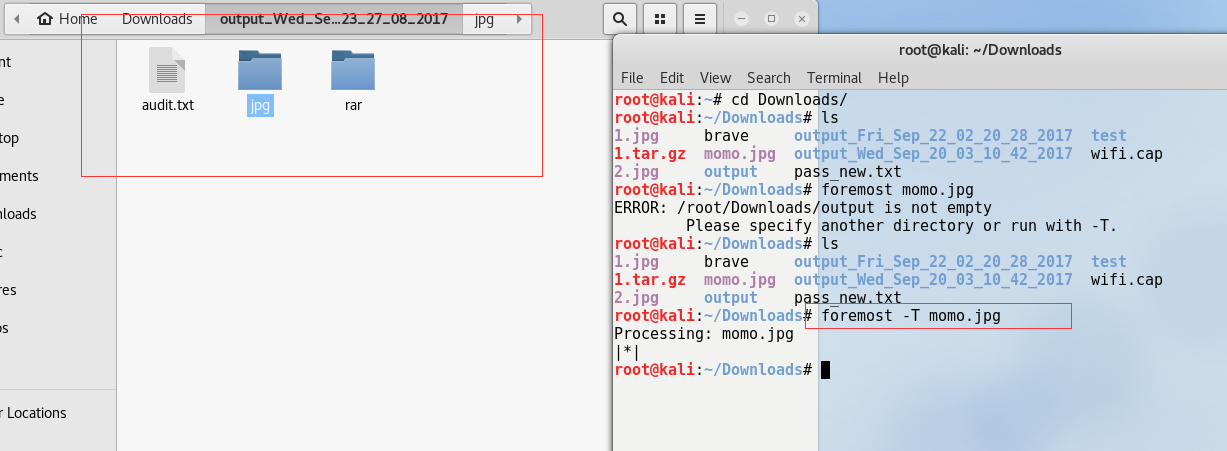 Home Downloads output_Wed_Se...23_27_08_2017 jpg
nt
e
top
ments
nloads
c
res
os
r Locations
audit.txt jpg rar
root@kali: ~/Downloads
File Edit View Search Terminal Help
root@kali:~# cd Downloads/
root@kali:~/Downloads# ls
1.jpg brave output_Fri_Sep_22_02_20_28_2017 test
1.tar.gz momo.jpg output_Wed_Sep_20_03_10_42_2017 wifi.cap
2.jpg output pass_new.txt
root@kali:~/Downloads# foremost momo.jpg
ERROR: /root/Downloads/output is not empty
Please specify another directory or run with -T.
root@kali:~/Downloads# ls
1.jpg brave output_Fri_Sep_22_02_20_28_2017 test
1.tar.gz momo.jpg output_Wed_Sep_20_03_10_42_2017 wifi.cap
2.jpg output pass_new.txt
root@kali:~/Downloads# foremost -T momo.jpg
Processing: momo.jpg
|*|
root@kali:~/Downloads#